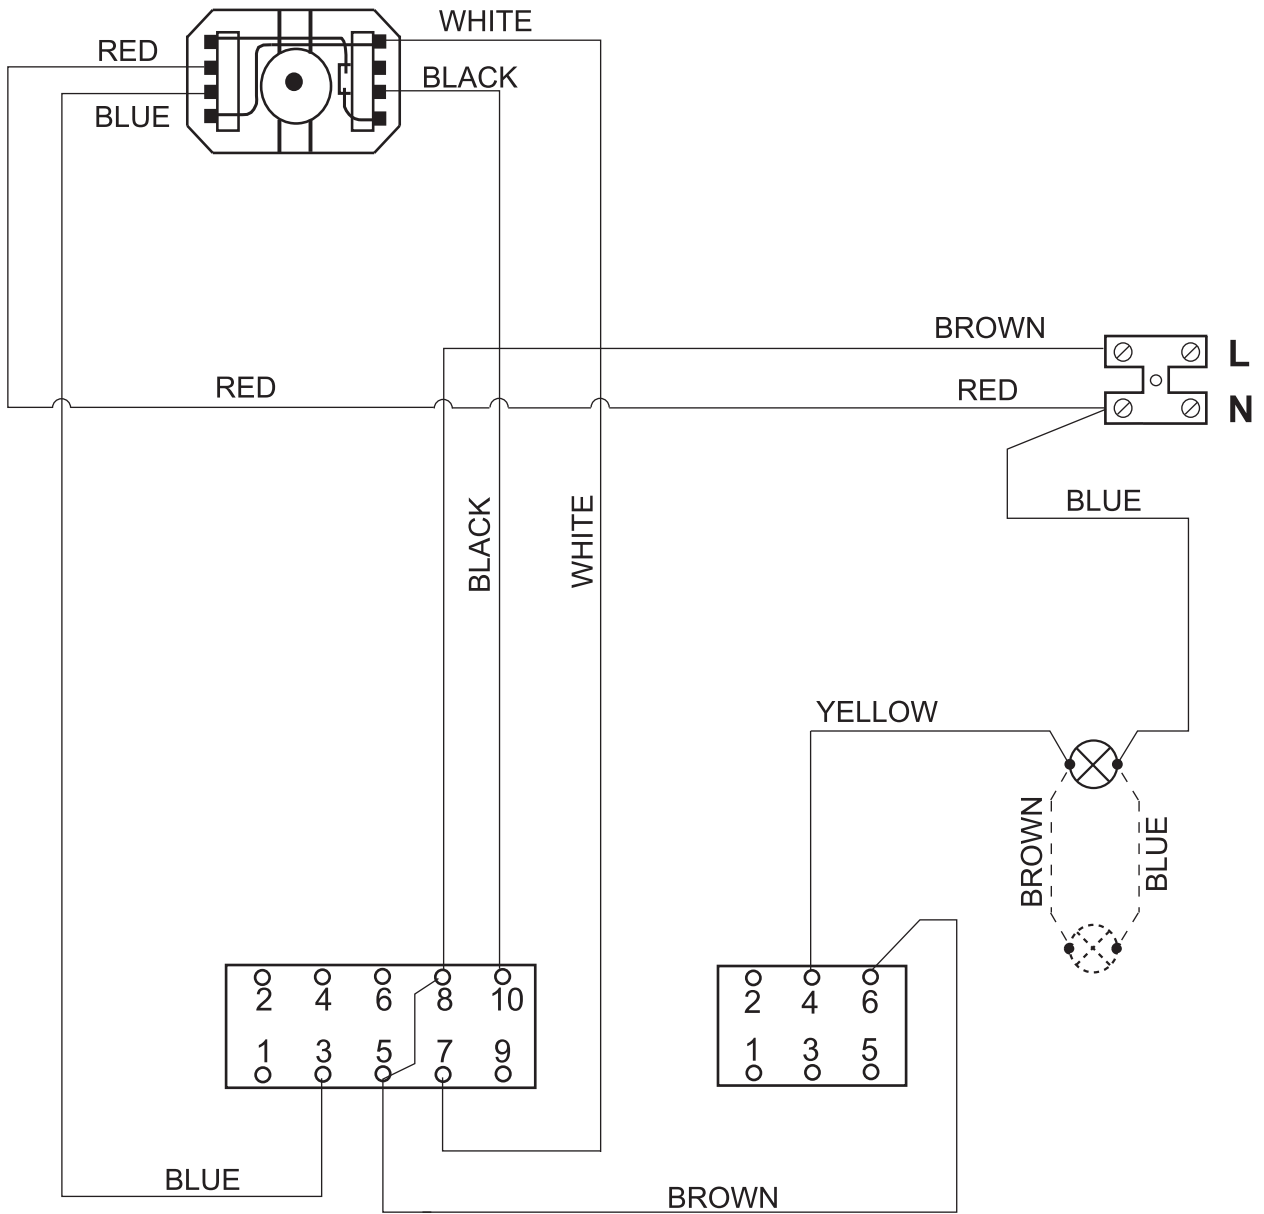 WHITE
RED
BLACK
BLUE
BROWN
L
RED
RED
N
BLUE
BLACK
WHITE
YELLOW
BROWN
BLUE
2 4 6 8 10
1 3 5 7 9
2 4 6
1 3 5
BLUE
BROWN